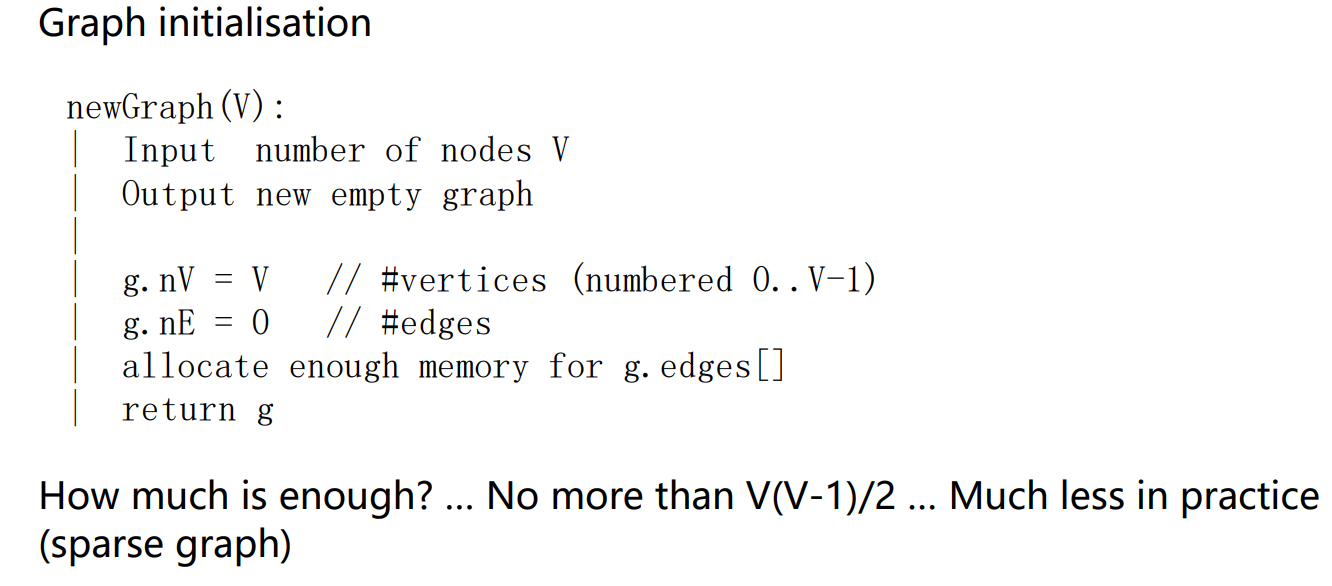 Graph initialisation
newGraph(V):
|   Input  number of nodes V
|   Output new empty graph
|
|   g.nV = V   // #vertices (numbered 0..V-1)
|   g.nE = 0   // #edges
|   allocate enough memory for g.edges[]
|   return g
How much is enough? ... No more than V(V-1)/2 ... Much less in practice
(sparse graph)